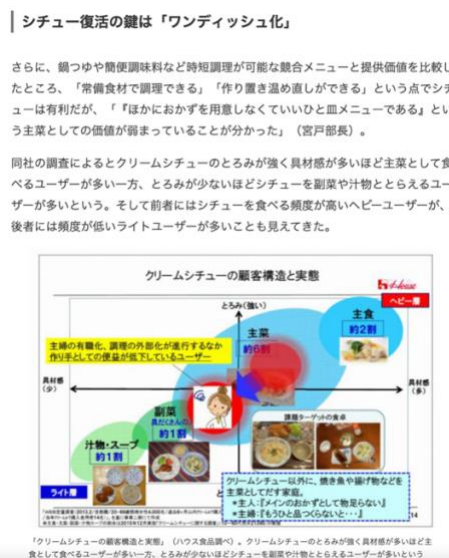 シチュー復活の鍵は「ワンディッシュ化」
さらに、鍋つゆや簡便調味料など時短調理が可能な競合メニューと提供価値を比較し
たところ、「常備食材で調理できる」「作り置き温め直しができる」という点でシチ
ューは有利だが、「『ほかにおかずを用意しなくていいひと皿メニューである』とい
う主菜としての価値が弱まっていることが分かった」（宮戸部長）。
同社の調査によるとクリームシチューのとろみが強く具材感が多いほど主菜として食
べるユーザーが多い一方、とろみが少ないほどシチューを副菜や汁物ととらえるユー
ザーが多いという。そして前者にはシチューを食べる頻度が高いヘビーユーザーが、
後者には頻度が低いライトユーザーが多いことも見えてきた。
クリームシチューの顧客構造と実態
House
ヘビー層
とろみ（強い）
主食
約2割
主菜
約6割
主婦の有職化、調理の外部化が進行するなか
作り手としての便益が低下しているユーザー
具材感
（少）
具材感
（多）
副菜
具だくさんの
約1割
課題ターゲットの食卓
汁物・スープ
約1割
ライト層
と
クリームシチュー以外に、焼き魚や揚げ物などを
主菜としてだす家庭。
*主人：『メインのおかずとして物足らない』
*主婦：『もう1品つくらないと・・・』
14
「クリームシチューの顧客構造と実態」（ハウス食品調べ）。クリームシチューのとろみが強く具材感が多いほど主
食として食べるユーザーが多い一方、とろみが少ないほどシチューを副菜や汁物ととらえるユーザーが多いという